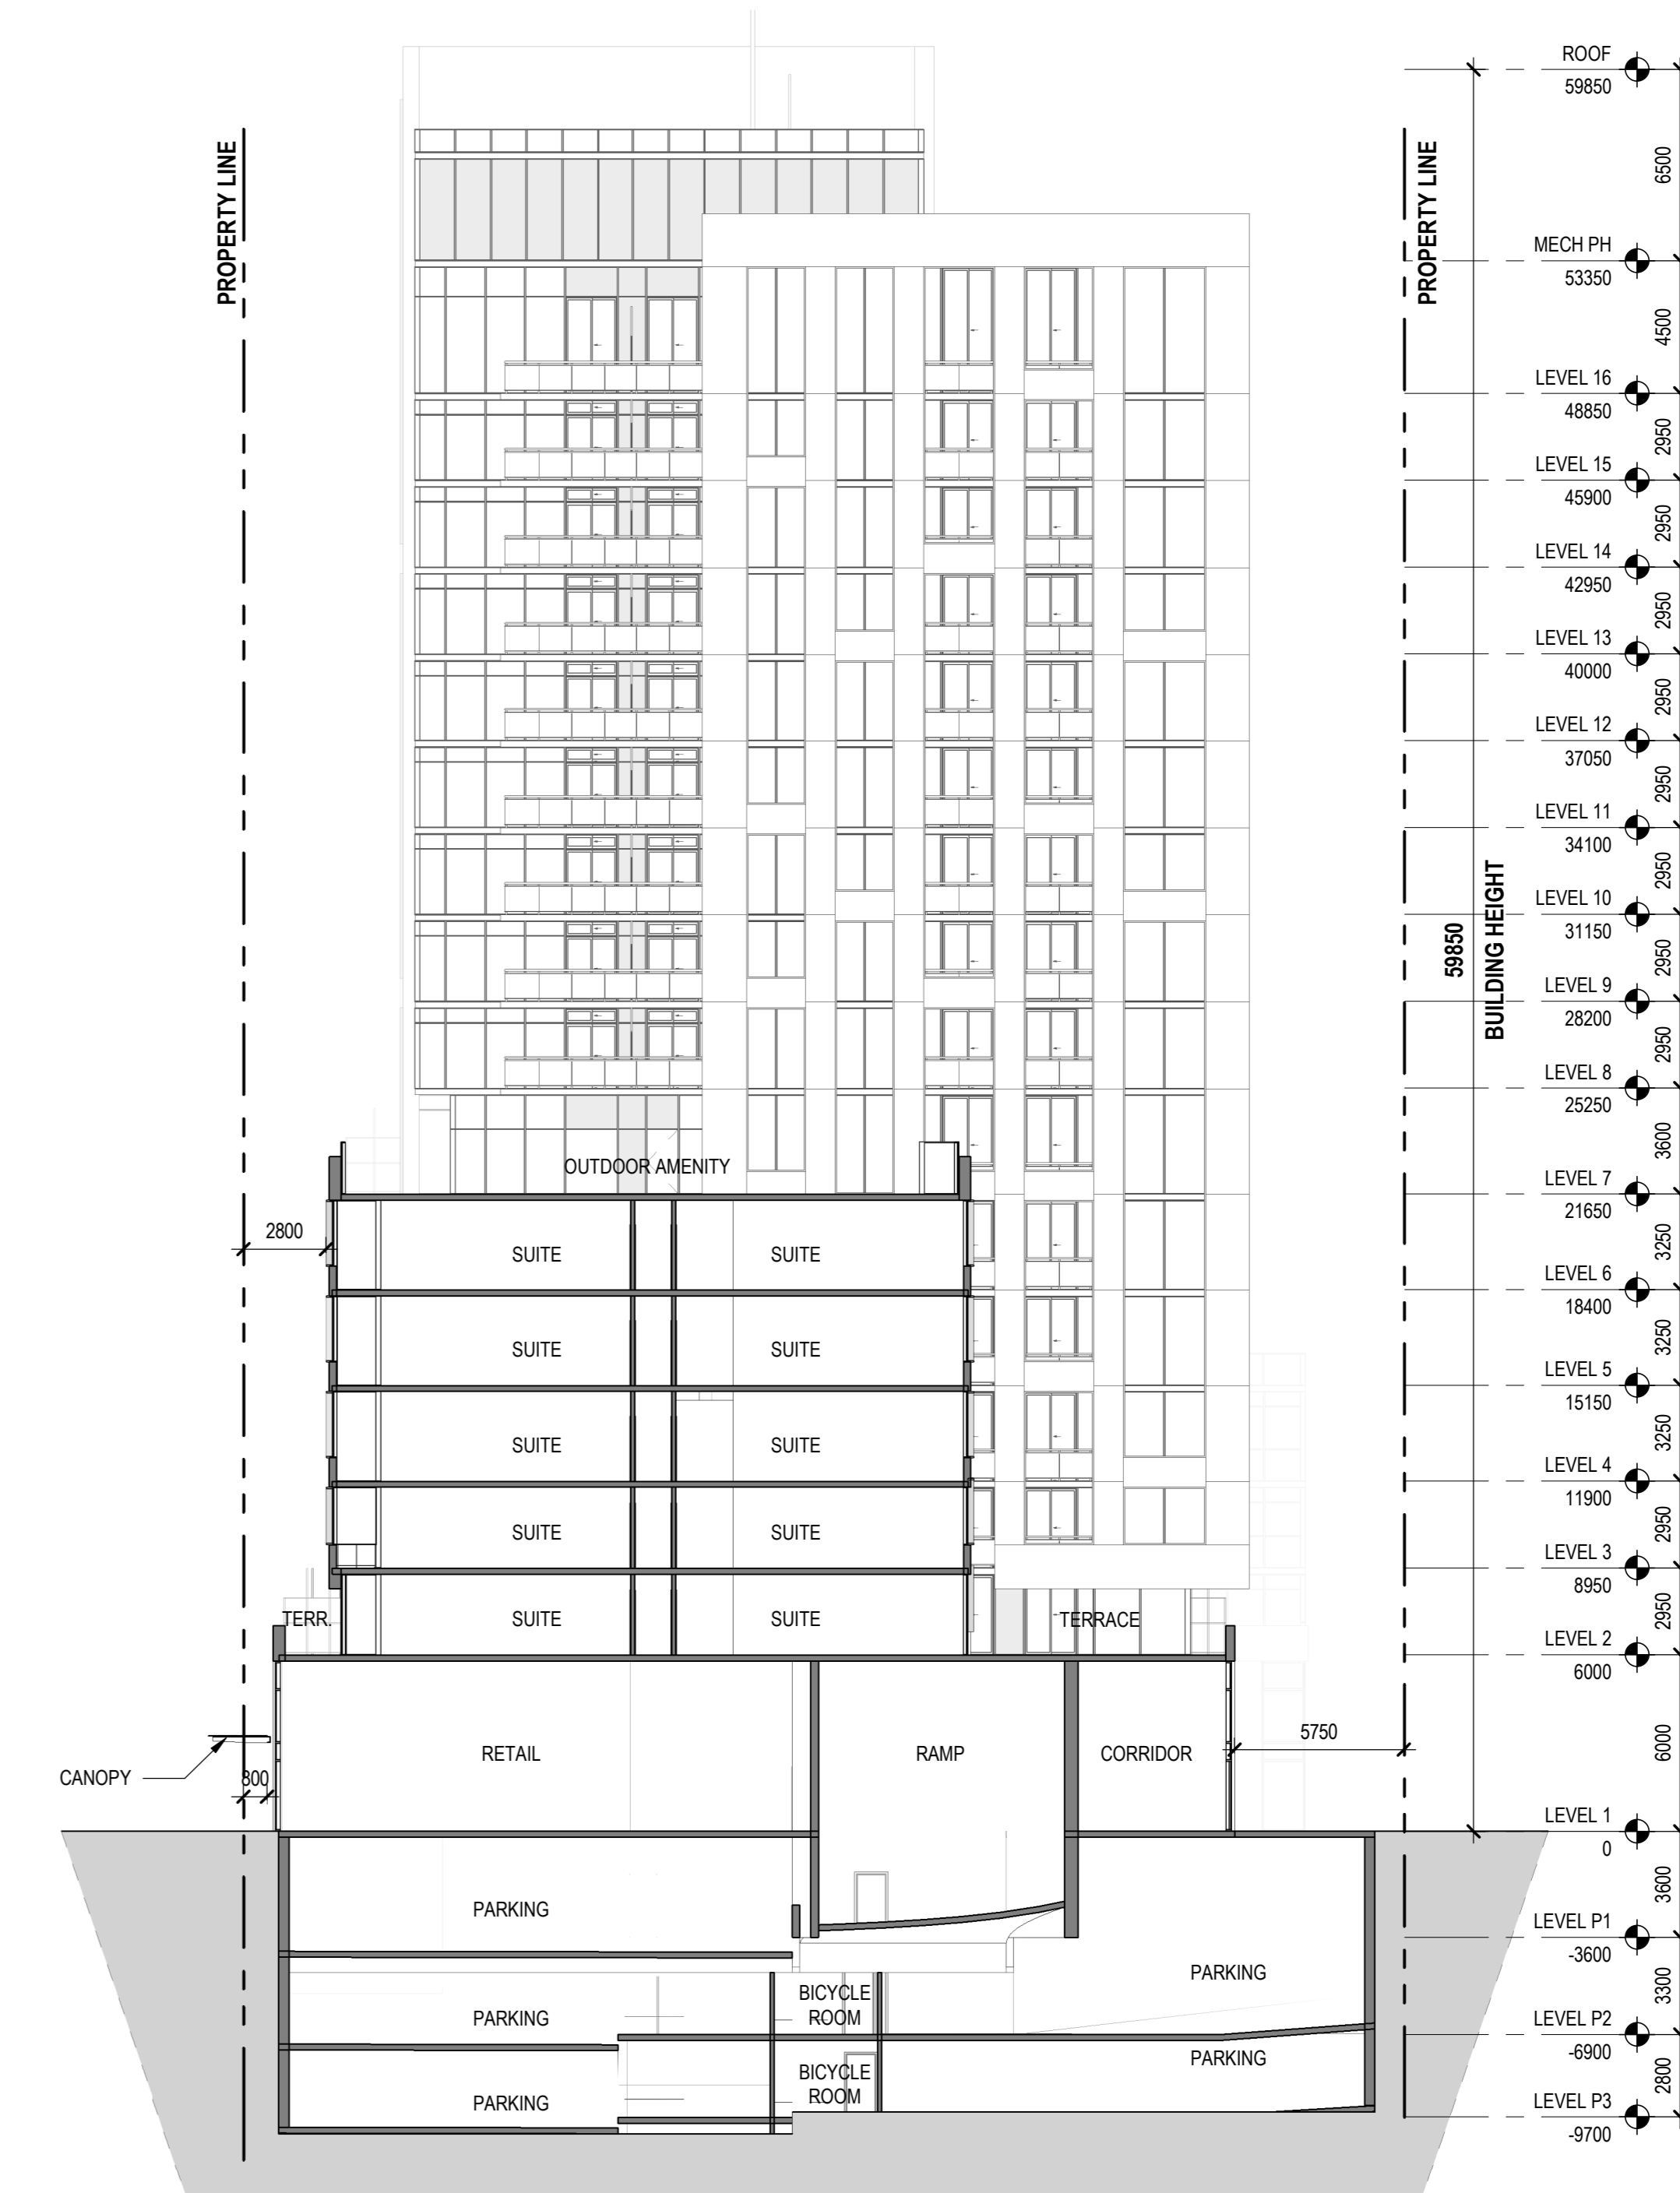 ROOF
59850
6500
PROPERTY LINE
PROPERTY LINE
MECH PH
53350
4500
LEVEL 16
48850
2950
LEVEL 15
45900
2950
LEVEL 14
42950
2950
LEVEL 13
40000
2950
LEVEL 12
37050
2950
LEVEL 11
34100
2950
LEVEL 10
31150
59850
BUILDING HEIGHT
2950
LEVEL 9
28200
2950
LEVEL 8
25250
3600
OUTDOOR AMENITY
LEVEL 7
21650
2800
SUITE
SUITE
3250
LEVEL 6
18400
SUITE
SUITE
3250
LEVEL 5
15150
SUITE
SUITE
3250
LEVEL 4
11900
SUITE
SUITE
2950
LEVEL 3
8950
TERR.
SUITE
SUITE
TERRACE
2950
LEVEL 2
6000
CANOPY
800
RETAIL
RAMP
CORRIDOR
5750
6000
LEVEL 1
0
PARKING
3600
LEVEL P1
-3600
PARKING
BICYCLE
ROOM
PARKING
3300
LEVEL P2
-6900
PARKING
BICYCLE
ROOM
PARKING
2800
LEVEL P3
-9700